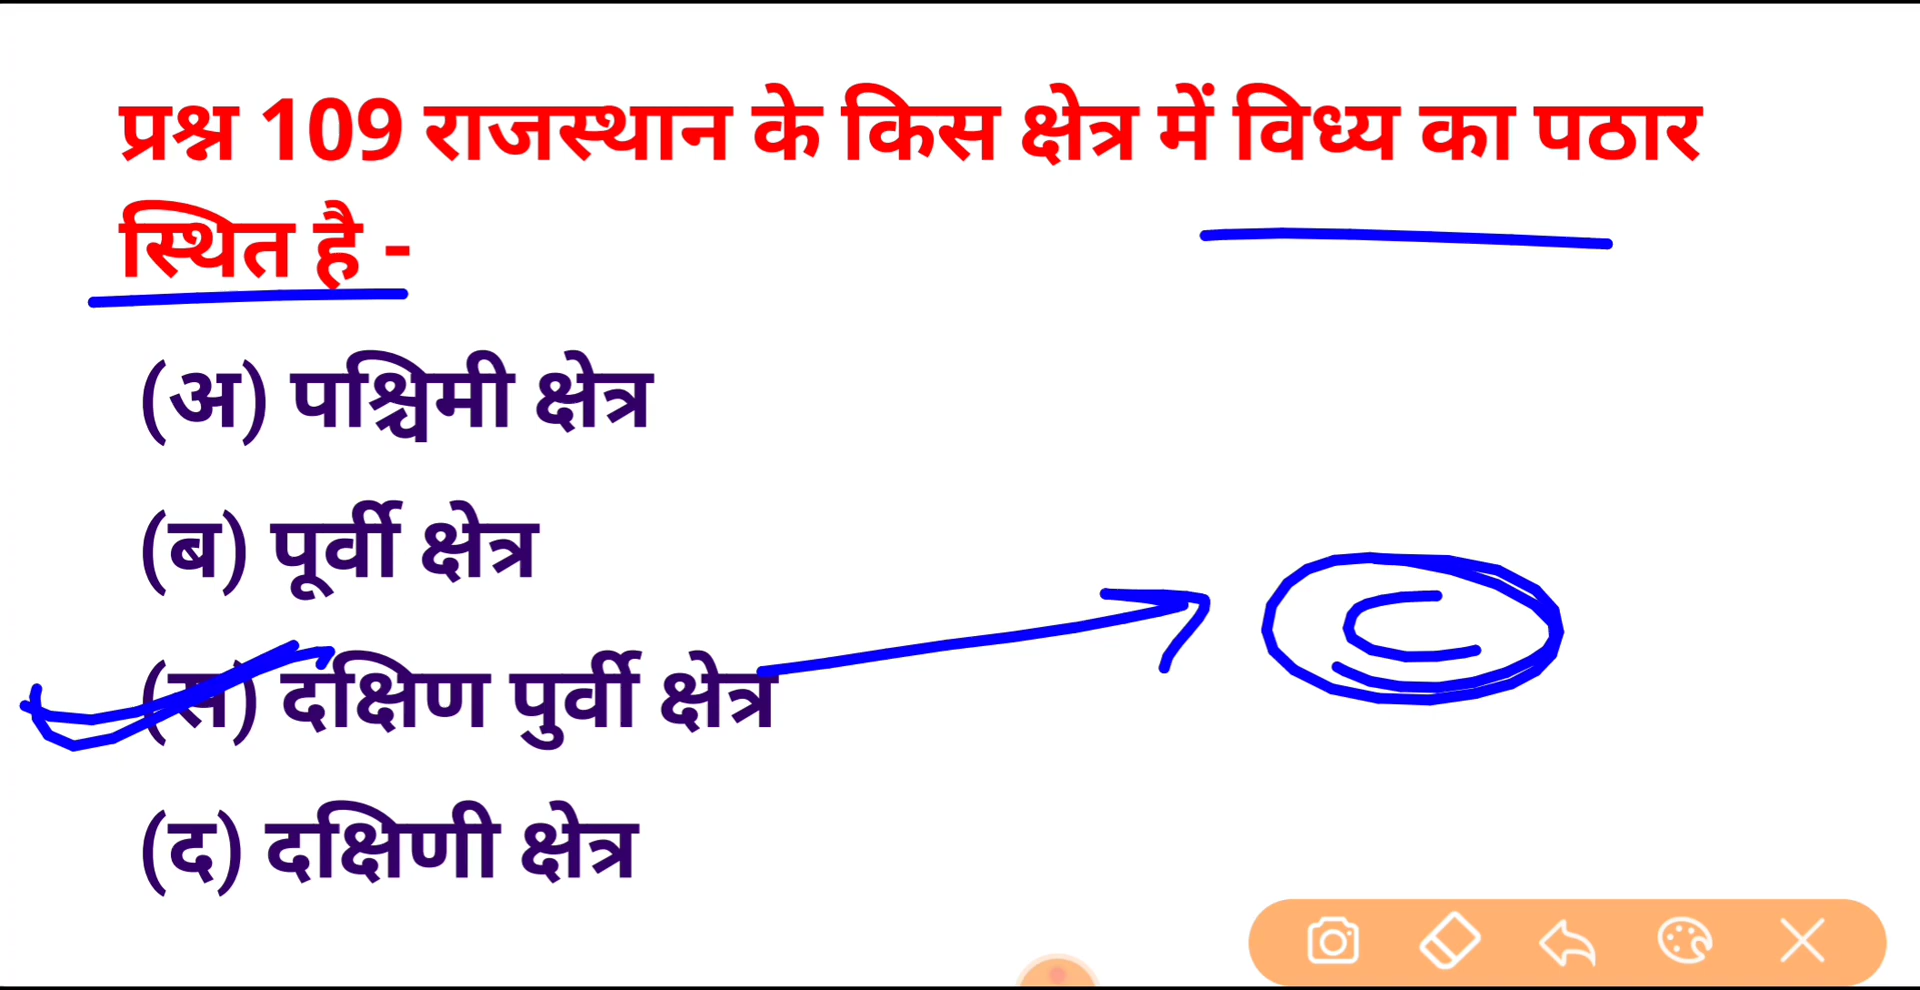 प्रश्न 109 राजस्थान के किस क्षेत्र में विध्य का पठार
स्थित है -
(अ) पश्चिमी क्षेत्र
(ब) पूर्वी क्षेत्र
(स) दक्षिण पुर्वी क्षेत्र
C
(द) दक्षिणी क्षेत्र